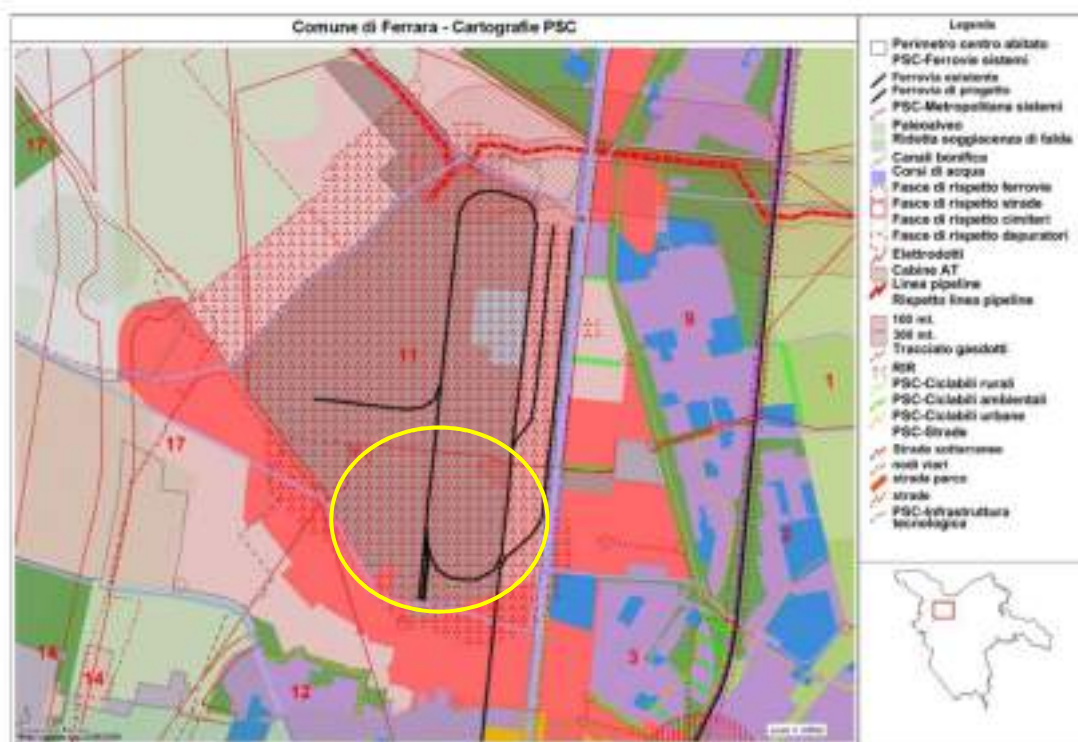 Comune di Ferrara - Cartografie PSC
Legenda
Perimetro centro abitato
PSC-Ferrovie sistemi
Ferrovia esistente
Ferrovia di progetto
PSC-Metropolitana sistemi
Paleoalveo
Ridotta soggiacenza di falda
Canali bonifica
Corsi di acqua
Fasce di rispetto ferrovie
Fasce di rispetto strade
Fasce di rispetto cimiteri
Fasce di rispetto depuratori
Elettrodotti
Cabine AT
Linea pipeline
Rispetto linea pipeline
100 mt.
300 mt.
Tracciato gasdotti
RIR
PSC-Ciclabili rurali
PSC-Ciclabili ambientali
PSC-Ciclabili urbane
PSC-Strade
Strade sotterranee
nodi viari
strada parco
strade
PSC-Infrastruttura
tecnologica
17
11
9
1
17
3
14
12